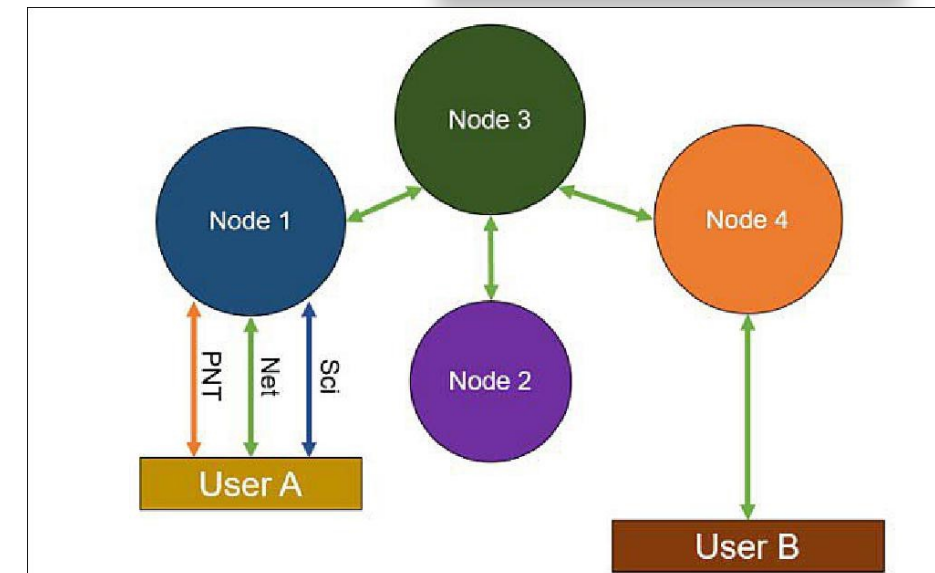 Node 3
Node 1
Node 4
PNT
Net
Sci
Node 2
User A
User B